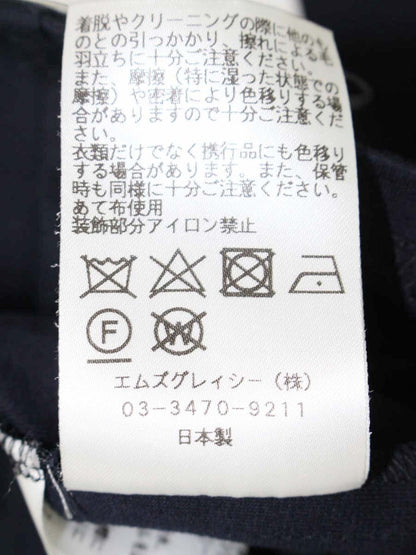 着脱やクリーニングの際に他のも
のとの引っかかり、擦れによる毛
羽立ちに十分ご注意ください。
また、摩擦（特に湿った状態での
摩擦）や密着により色移りする場
合がありますので十分ご注意くださ
い。
衣類だけでなく携行品にも色移り
する場合があります。また、保管
時も同様に十分ご注意ください。
あて布使用
装飾部分アイロン禁止
F W
エムズグレイシー（株）
03-3470-9211
日本製